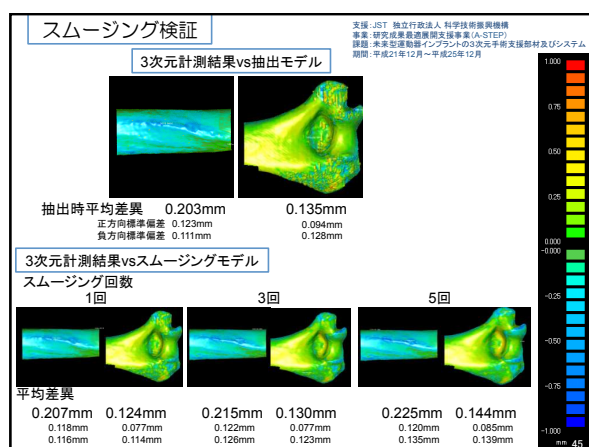 スムージング検証
支援:JST 独立行政法人 科学技術振興機構
事業:研究成果最適展開支援事業(A-STEP)
課題:未来型運動器インプラントの3次元手術支援部材及びシステム
期間:平成21年12月~平成25年12月
3次元計測結果vs抽出モデル
抽出時平均差異 0.203mm 0.135mm
正方向標準偏差 0.123mm 0.094mm
負方向標準偏差 0.111mm 0.128mm
3次元計測結果vsスムージングモデル
スムージング回数
1回 3回 5回
平均差異
0.207mm 0.124mm 0.215mm 0.130mm 0.225mm 0.144mm
0.118mm 0.077mm 0.122mm 0.077mm 0.120mm 0.085mm
0.116mm 0.114mm 0.126mm 0.123mm 0.135mm 0.139mm
1.000
0.75
0.50
0.25
0.000
-0.000
-0.25
-0.50
-0.75
-1.000
mm 45